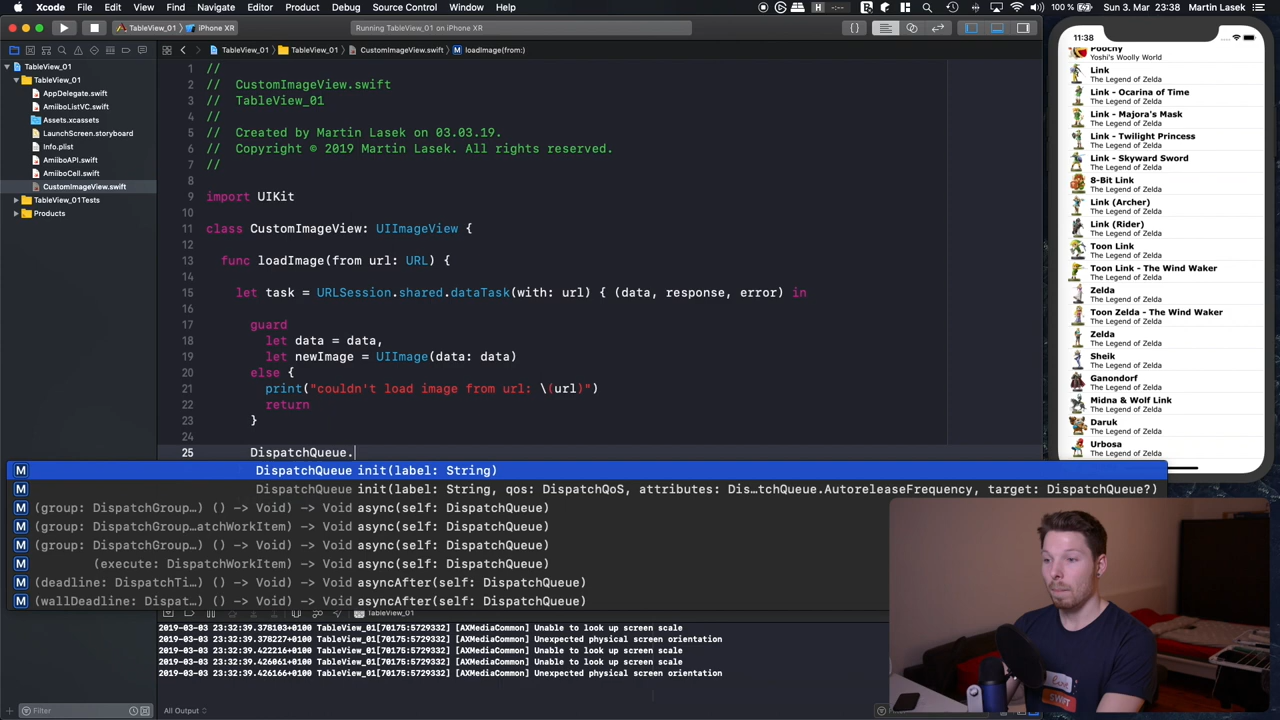 Xcode File Edit View Find Navigate Editor Product Debug Source Control Window Help
Sun 3. Mar 23:38 Martin Lasek
TableView_01 iPhone XR
Running TableView_01 on iPhone XR
TableView_01 TableView_01 CustomImageView.swift M loadImage(from:)
TableView_01
TableView_01
AppDelegate.swift
AmiiboListVC.swift
Assets.xcassets
LaunchScreen.storyboard
Info.plist
AmiiboAPI.swift
AmiiboCell.swift
CustomImageView.swift
TableView_01Tests
Products
1 //
2 // CustomImageView.swift
3 // TableView_01
4 //
5 // Created by Martin Lasek on 03.03.19.
6 // Copyright © 2019 Martin Lasek. All rights reserved.
7 //
8
9 import UIKit
10
11 class CustomImageView: UIImageView {
12
13 func loadImage(from url: URL) {
14
15 let task = URLSession.shared.dataTask(with: url) { (data, response, error) in
16
17 guard
18 let data = data,
19 let newImage = UIImage(data: data)
20 else {
21 print("couldn't load image from url: \(url)")
22 return
23 }
24
25 DispatchQueue.
M DispatchQueue init(label: String)
M DispatchQueue init(label: String, qos: DispatchQoS, attributes: Dis…tchQueue.AutoreleaseFrequency, target: DispatchQueue?)
M (group: DispatchGroup…) () -> Void) -> Void async(self: DispatchQueue)
M (group: DispatchGroup…atchWorkItem) -> Void async(self: DispatchQueue)
M (group: DispatchGroup…) () -> Void) -> Void async(self: DispatchQueue)
M (execute: DispatchWorkItem) -> Void async(self: DispatchQueue)
M (deadline: DispatchTi…) () -> Void) -> Void asyncAfter(self: DispatchQueue)
M (wallDeadline: Dispat…) () -> Void) -> Void asyncAfter(self: DispatchQueue)
TableView_01
2019-03-03 23:32:39.378103+0100 TableView_01[70175:5729332] [AXMediaCommon] Unable to look up screen scale
2019-03-03 23:32:39.378227+0100 TableView_01[70175:5729332] [AXMediaCommon] Unexpected physical screen orientation
2019-03-03 23:32:39.422216+0100 TableView_01[70175:5729332] [AXMediaCommon] Unable to look up screen scale
2019-03-03 23:32:39.426061+0100 TableView_01[70175:5729332] [AXMediaCommon] Unable to look up screen scale
2019-03-03 23:32:39.426166+0100 TableView_01[70175:5729332] [AXMediaCommon] Unexpected physical screen orientation
Filter
All Output
Filter
11:38
Poochy
Yoshi's Woolly World
Link
The Legend of Zelda
Link - Ocarina of Time
The Legend of Zelda
Link - Majora's Mask
The Legend of Zelda
Link - Twilight Princess
The Legend of Zelda
Link - Skyward Sword
The Legend of Zelda
8-Bit Link
The Legend of Zelda
Link (Archer)
The Legend of Zelda
Link (Rider)
The Legend of Zelda
Toon Link
The Legend of Zelda
Toon Link - The Wind Waker
The Legend of Zelda
Zelda
The Legend of Zelda
Toon Zelda - The Wind Waker
The Legend of Zelda
Zelda
The Legend of Zelda
Sheik
The Legend of Zelda
Ganondorf
The Legend of Zelda
Midna & Wolf Link
The Legend of Zelda
Daruk
The Legend of Zelda
Urbosa
The Legend of Zelda